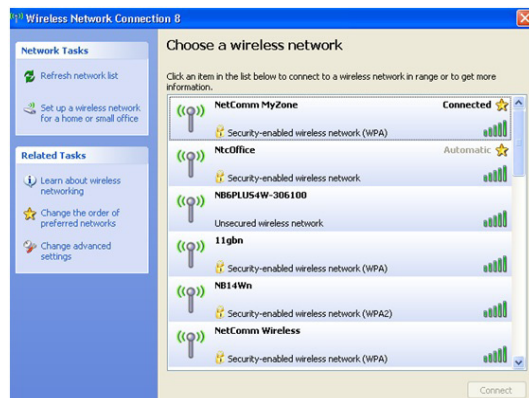 Wireless Network Connection 8
Network Tasks
Refresh network list
Set up a wireless network
for a home or small office
Related Tasks
Learn about wireless
networking
Change the order of
preferred networks
Change advanced
settings
Choose a wireless network
Click an item in the list below to connect to a wireless network in range or to get more
information.
NetComm MyZone Connected
Security-enabled wireless network (WPA)
NtcOffice Automatic
Security-enabled wireless network
NB6PLUS4W-306100
Unsecured wireless network
11gbn
Security-enabled wireless network (WPA)
NB14Wn
Security-enabled wireless network (WPA2)
NetComm Wireless
Security-enabled wireless network (WPA)
Connect